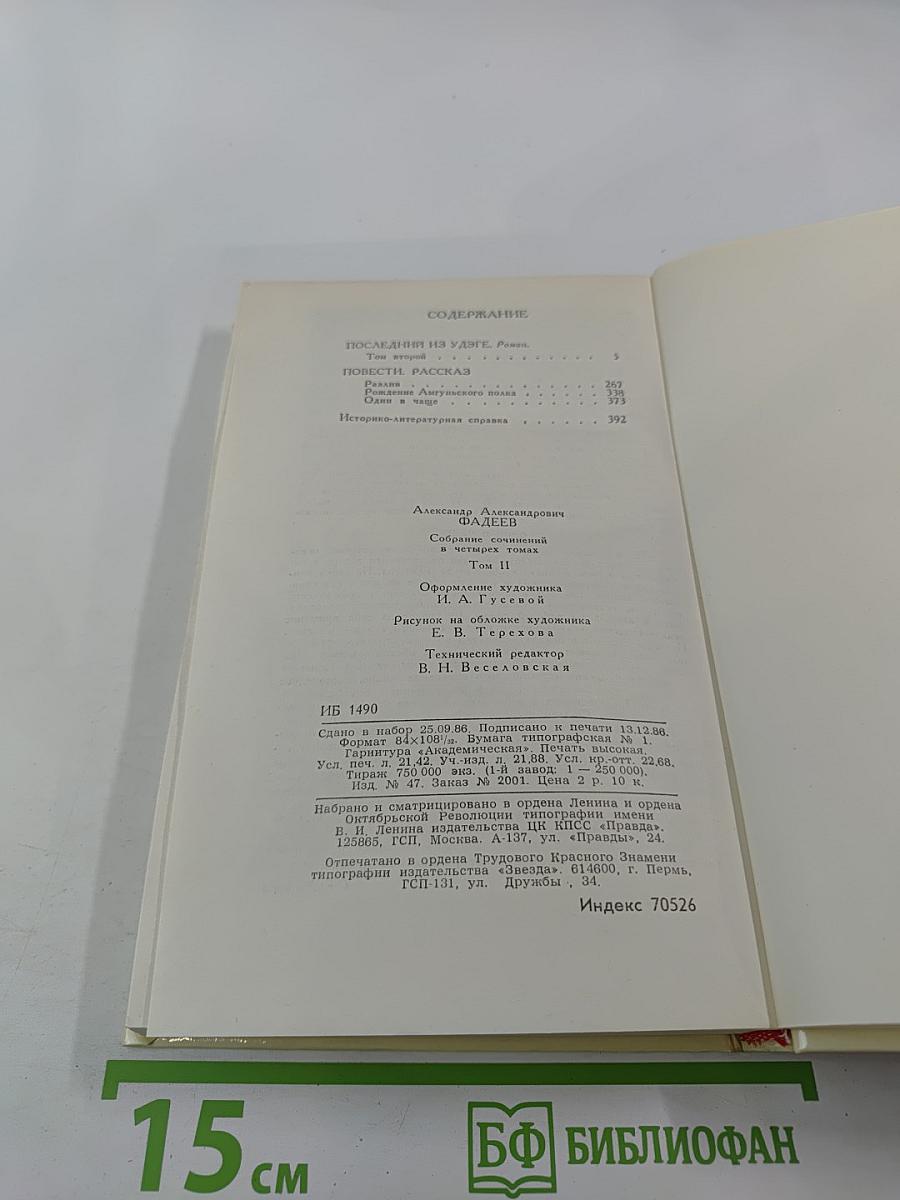 СОДЕРЖАНИЕ
ПОСЛЕДНИЙ ИЗ УДЭГЕ. Роман.
Том второй . . . . . . . . . . . . 5
ПОВЕСТИ. РАССКАЗ
Разлив . . . . . . . . . . . . . . 267
Рождение Амгуньского полка . . . . . . 338
Один в чаще . . . . . . . . . . . 373
Историко-литературная справка . . . . . . 392
Александр Александрович
ФАДЕЕВ
Собрание сочинений
в четырех томах
Том II
Оформление художника
И. А. Гусевой
Рисунок на обложке художника
Е. В. Терехова
Технический редактор
В. Н. Веселовская
ИБ 1490
Сдано в набор 25.09.86. Подписано к печати 13.12.86.
Формат 84×108¹/₃₂. Бумага типографская № 1.
Гарнитура «Академическая». Печать высокая.
Усл. печ. л. 21,42. Уч.-изд. л. 21,88. Усл. кр.-отт. 22,68.
Тираж 750 000 экз. (1-й завод: 1 — 250 000).
Изд. № 47. Заказ № 2001. Цена 2 р. 10 к.
Набрано и сматрицировано в ордена Ленина и ордена
Октябрьской Революции типографии имени
В. И. Ленина издательства ЦК КПСС «Правда».
125865, ГСП, Москва. А-137, ул. «Правды», 24.
Отпечатано в ордена Трудового Красного Знамени
типографии издательства «Звезда». 614600, г. Пермь,
ГСП-131, ул. Дружбы , 34.
Индекс 70526
15 см
БФ БИБЛИОФАН